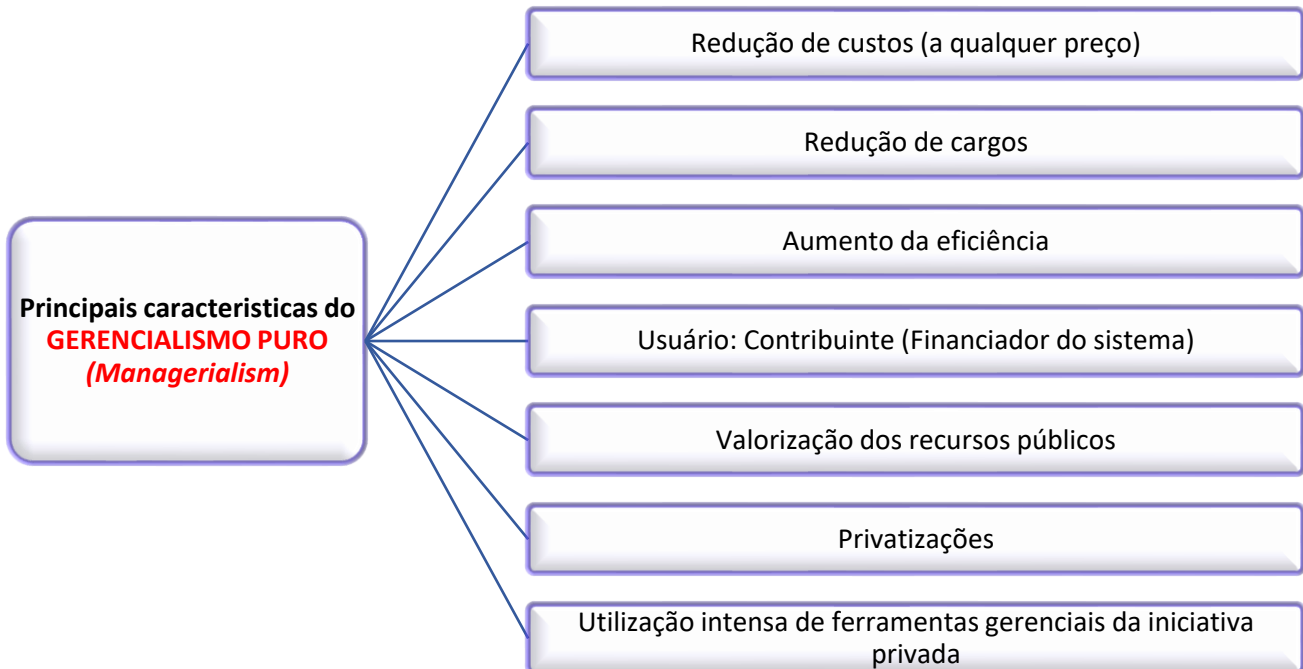 Redução de custos (a qualquer preço)
Redução de cargos
Aumento da eficiência
Principais caracteristicas do
GERENCIALISMO PURO
(Managerialism)
Usuário: Contribuinte (Financiador do sistema)
Valorização dos recursos públicos
Privatizações
Utilização intensa de ferramentas gerenciais da iniciativa
privada